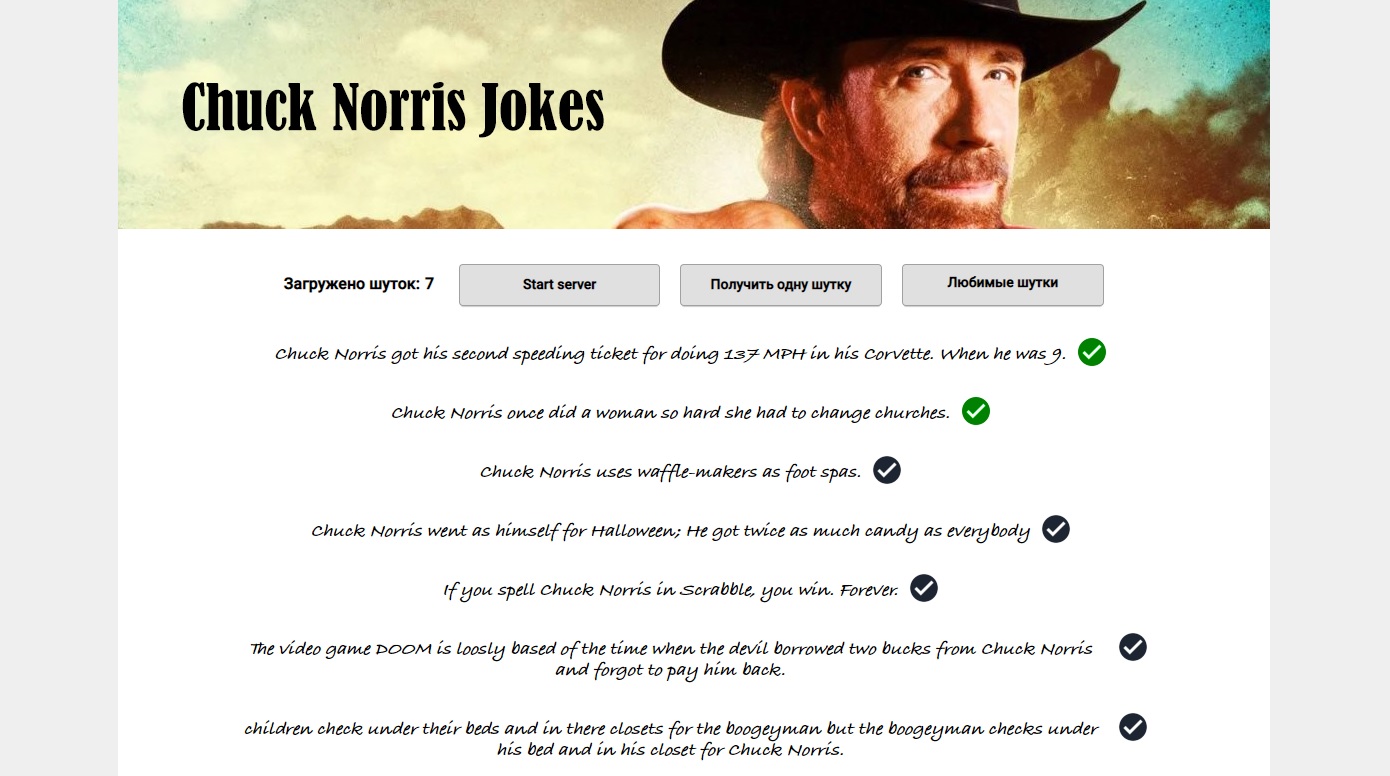 Chuck Norris Jokes
Загружено шуток: 7
Start server
Получить одну шутку
Любимые шутки
Chuck Norris got his second speeding ticket for doing 137 MPH in his Corvette. When he was 9.
Chuck Norris once did a woman so hard she had to change churches.
Chuck Norris uses waffle-makers as foot spas.
Chuck Norris went as himself for Halloween; He got twice as much candy as everybody
If you spell Chuck Norris in Scrabble, you win. Forever.
The video game DOOM is loosly based of the time when the devil borrowed two bucks from Chuck Norris
and forgot to pay him back.
children check under their beds and in there closets for the boogeyman but the boogeyman checks under
his bed and in his closet for Chuck Norris.